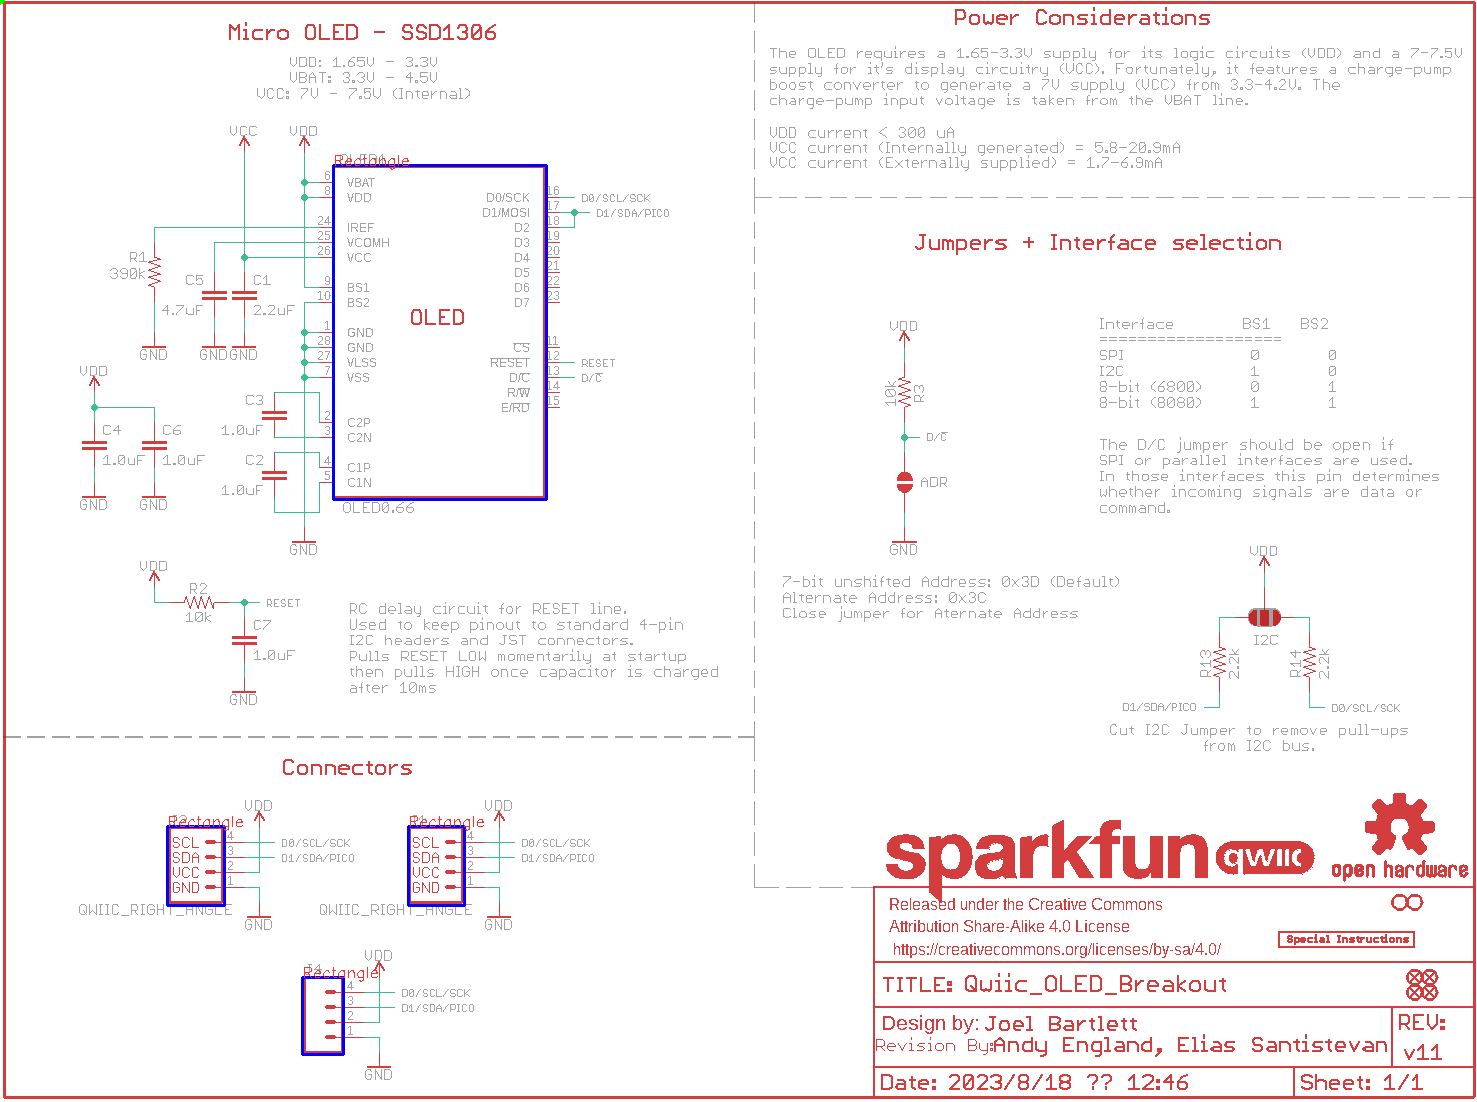 Micro OLED - SSD1306
VDD: 1.65V - 3.3V
VBAT: 3.3V - 4.5V
VCC: 7V - 7.5V (Internal)
VCC
VDD
Rectangle
6
VBAT
8
VDD
24
IREF
25
VCOMH
26
VCC
9
BS1
10
BS2
1
GND
28
GND
27
VLSS
7
VSS
2
C2P
3
C2N
4
C1P
5
C1N
OLED
D0/SCK
16
D0/SCL/SCK
D1/MOSI
17
D1/SDA/PICO
D2
18
D3
19
D4
20
D5
21
D6
22
D7
23
CS
11
RESET
12
RESET
D/C
13
D/C
R/W
14
E/RD
15
OLED0.66
R1
390k
GND
C5
4.7uF
GND
C1
2.2uF
GND
VDD
C4
1.0uF
GND
C6
1.0uF
GND
C3
1.0uF
C2
1.0uF
GND
VDD
R2
10k
RESET
C7
1.0uF
GND
RC delay circuit for RESET line.
Used to keep pinout to standard 4-pin
I2C headers and JST connectors.
Pulls RESET LOW momentarily at startup
then pulls HIGH once capacitor is charged
after 10ms
Power Considerations
The OLED requires a 1.65-3.3V supply for its logic circuits (VDD) and a 7-7.5V
supply for it's display circuitry (VCC). Fortunately, it features a charge-pump
boost converter to generate a 7V supply (VCC) from 3.3-4.2V. The
charge-pump input voltage is taken from the VBAT line.
VDD current < 300 uA
VCC current (Internally generated) = 5.8-20.9mA
VCC current (Externally supplied) = 1.7-6.9mA
Jumpers + Interface selection
VDD
10k
R3
D/C
ADR
GND
Interface BS1 BS2
===================
SPI 0 0
I2C 1 0
8-bit (6800) 0 1
8-bit (8080) 1 1
The D/C jumper should be open if
SPI or parallel interfaces are used.
In those interfaces this pin determines
whether incoming signals are data or
command.
7-bit unshifted Address: 0x3D (Default)
Alternate Address: 0x3C
Close jumper for Aternate Address
VDD
I2C
R13
2.2k
R14
2.2k
D1/SDA/PICO
D0/SCL/SCK
Cut I2C Jumper to remove pull-ups
from I2C bus.
Connectors
Rectangle
VDD
SCL
4
D0/SCL/SCK
SDA
3
D1/SDA/PICO
VCC
2
GND
1
QWIIC_RIGHT_ANGLE
GND
Rectangle
VDD
SCL
4
D0/SCL/SCK
SDA
3
D1/SDA/PICO
VCC
2
GND
1
QWIIC_RIGHT_ANGLE
GND
Rectangle
VDD
4
D0/SCL/SCK
3
D1/SDA/PICO
2
1
GND
sparkfun
qwiic
open hardware
Released under the Creative Commons
Attribution Share-Alike 4.0 License
https://creativecommons.org/licenses/by-sa/4.0/
Special Instructions
TITLE: Qwiic_OLED_Breakout
Design by: Joel Bartlett
Revision By: Andy England, Elias Santistevan
REV:
v11
Date: 2023/8/18 ?? 12:46
Sheet: 1/1